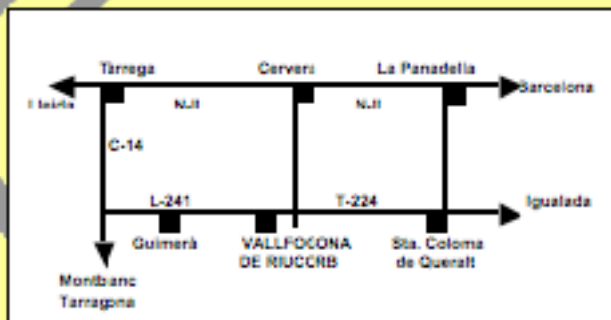 Tàrrega Cervera La Panadella
Lleida N-II N-II Barcelona
C-14
L-241 T-224 Igualada
Guimerà VALLFOGONA Sta. Coloma
DE RIUCORB de Queralt
Montblanc
Tarragona